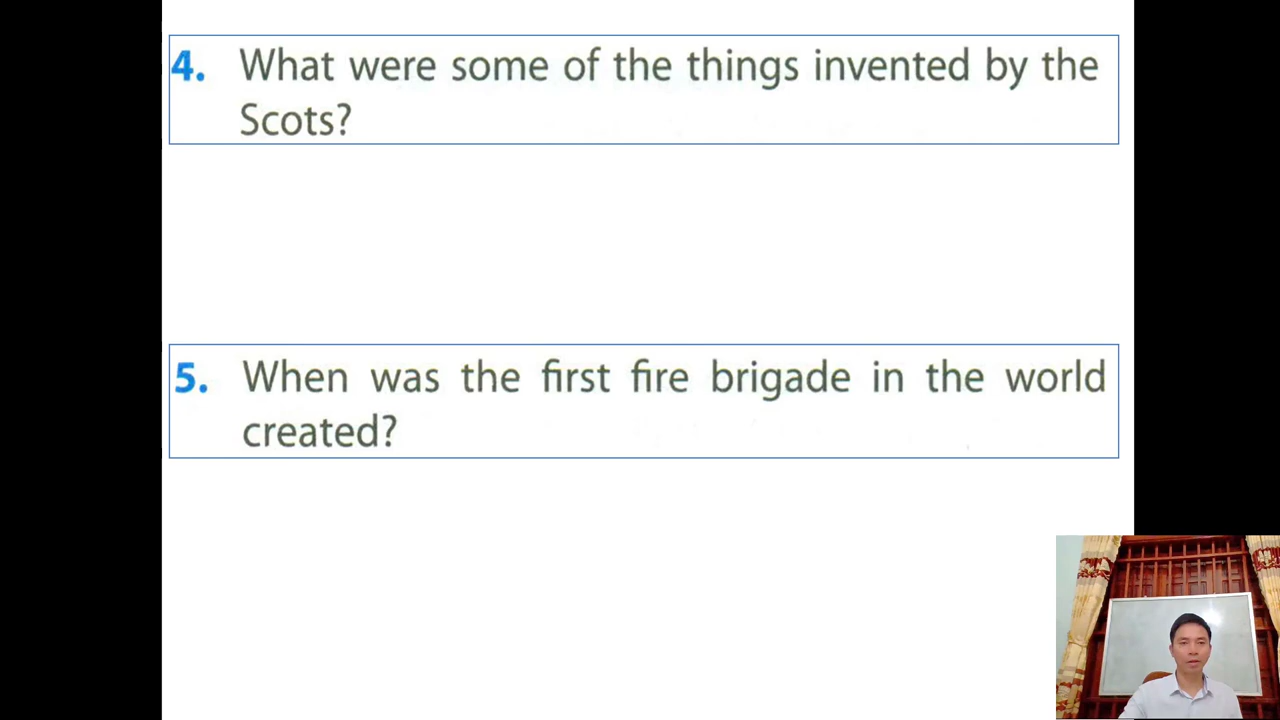 4. What were some of the things invented by the
Scots?
5. When was the first fire brigade in the world
created?